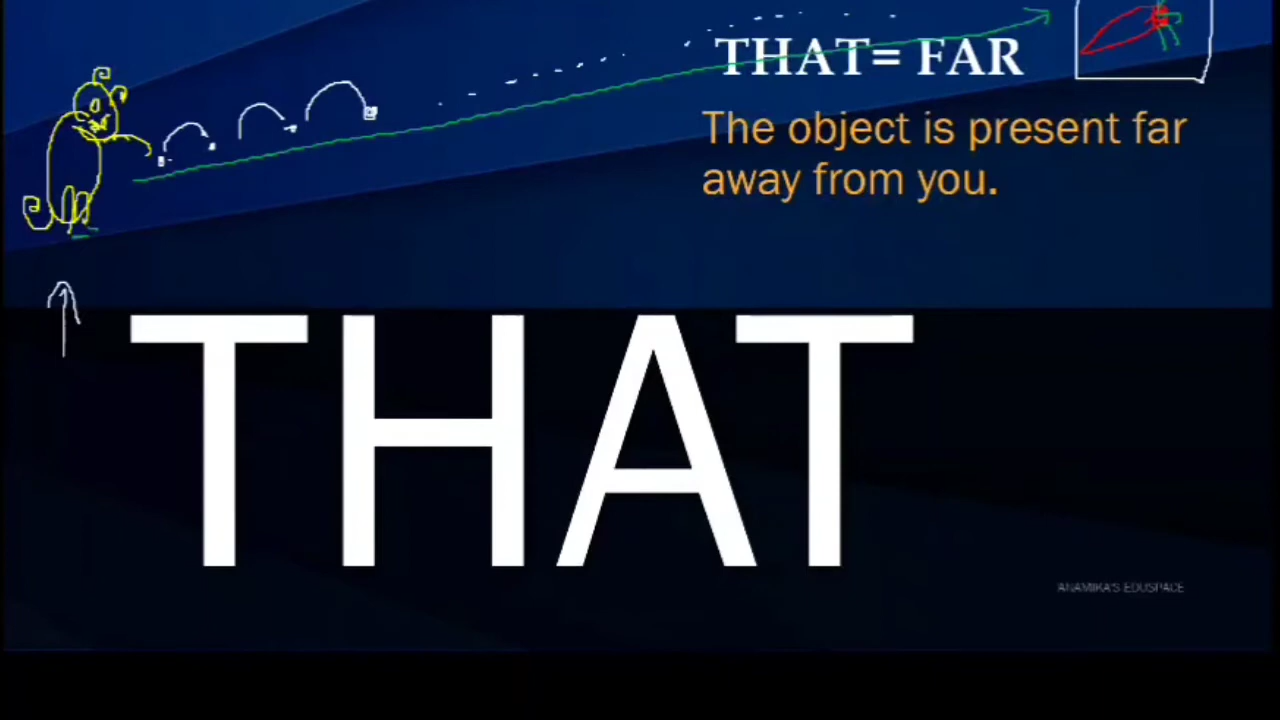 THAT= FAR
The object is present far
away from you.
THAT
ANAMIKA'S EDUSPACE